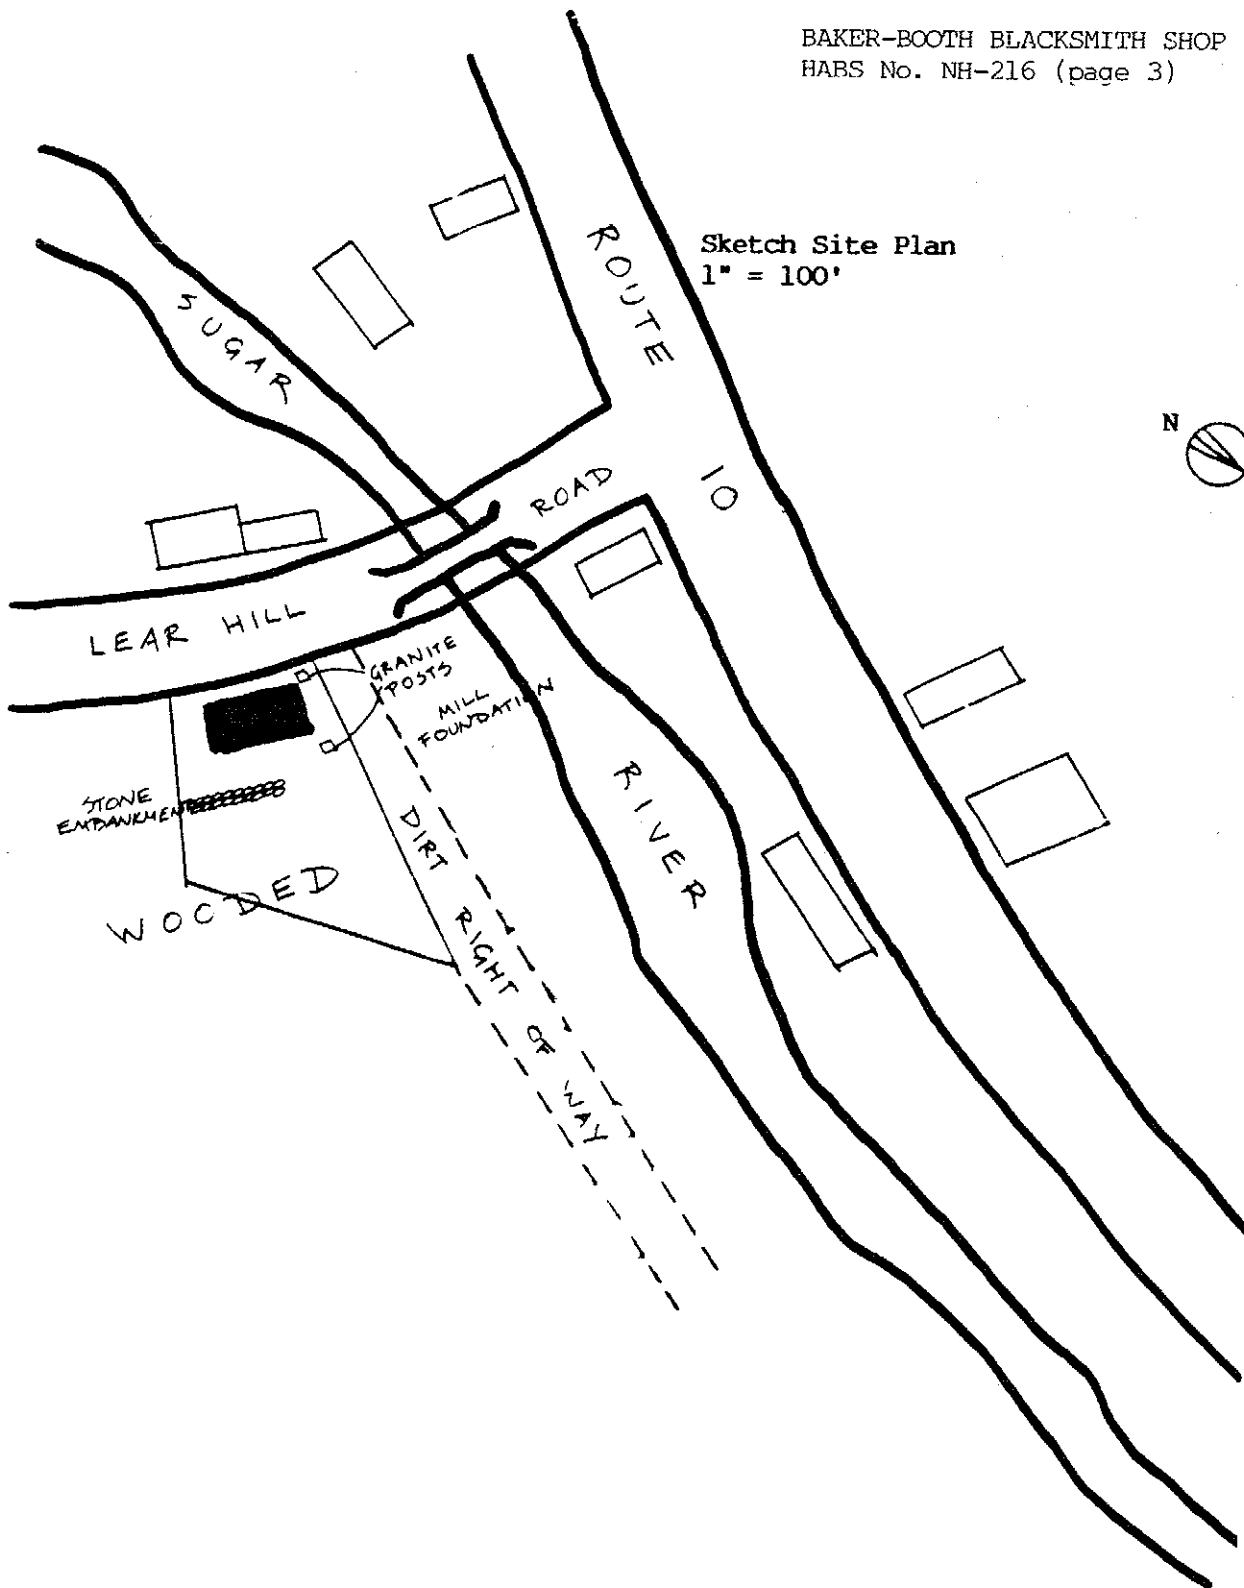 BAKER-BOOTH BLACKSMITH SHOP
HABS No. NH-216 (page 3)
Sketch Site Plan
1" = 100'
N
ROUTE 10
SUGAR
ROAD
LEAR HILL
GRANITE
POSTS
MILL
FOUNDATION
STONE
EMBANKMENT
RIVER
WOODED
DIRT RIGHT OF WAY